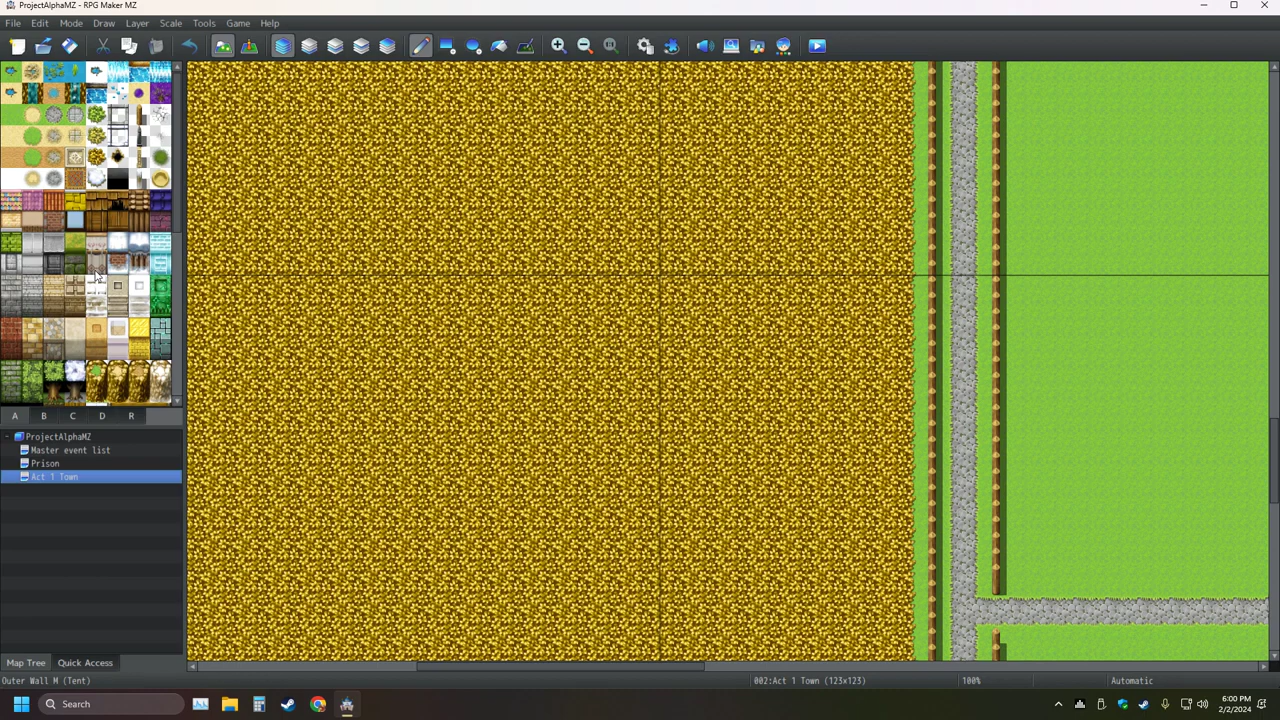 ProjectAlphaMZ - RPG Maker MZ
File Edit Mode Draw Layer Scale Tools Game Help
A B C D R
ProjectAlphaMZ
Master event list
Prison
Act 1 Town
Map Tree Quick Access
Outer Wall M (Tent) 002:Act 1 Town (123x123) 100% Automatic
Search
6:00 PM
2/2/2024